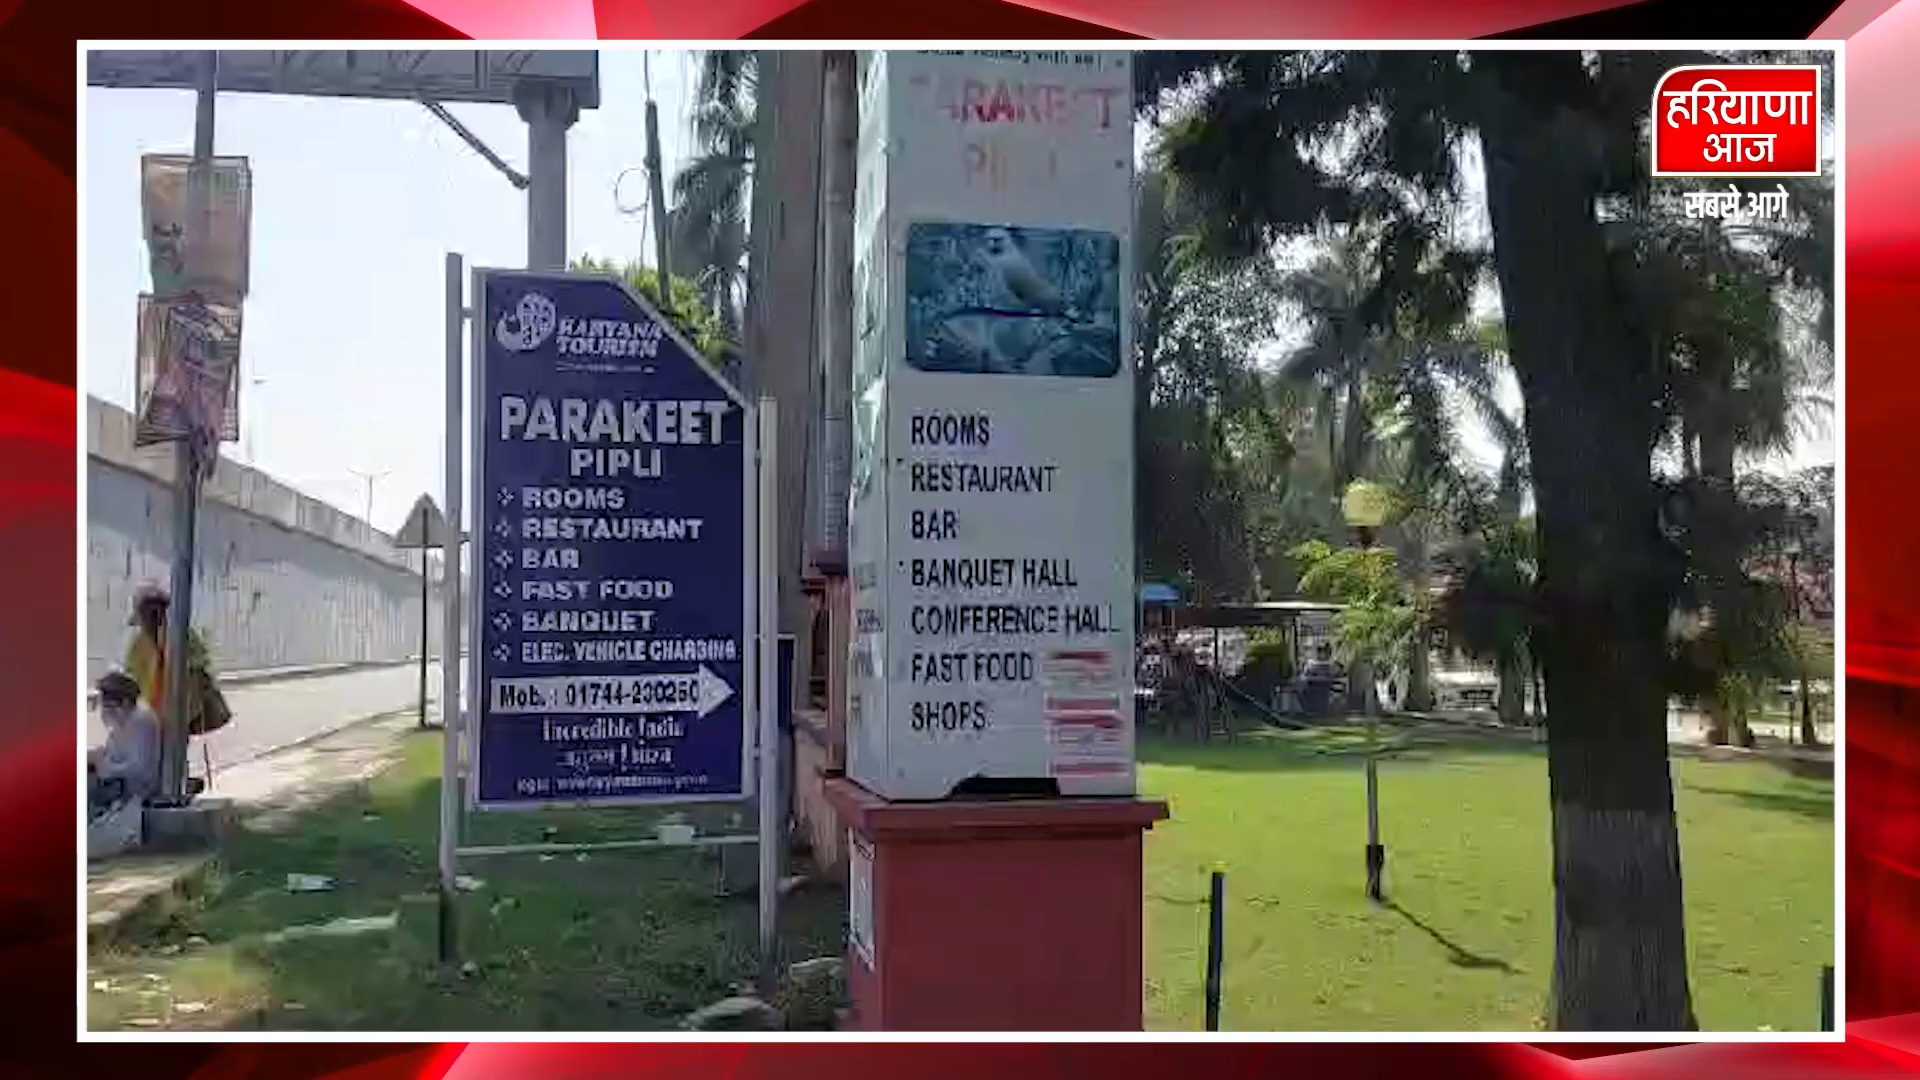 हरियाणा
आज
सबसे आगे
HARYANA
TOURISM
PARAKEET
PIPLI
ROOMS
RESTAURANT
BAR
FAST FOOD
BANQUET
ELEC. VEHICLE CHARGING
Mob. : 01744-230250
Incredible India
PARAKEET
ROOMS
RESTAURANT
BAR
BANQUET HALL
CONFERENCE HALL
FAST FOOD
SHOPS